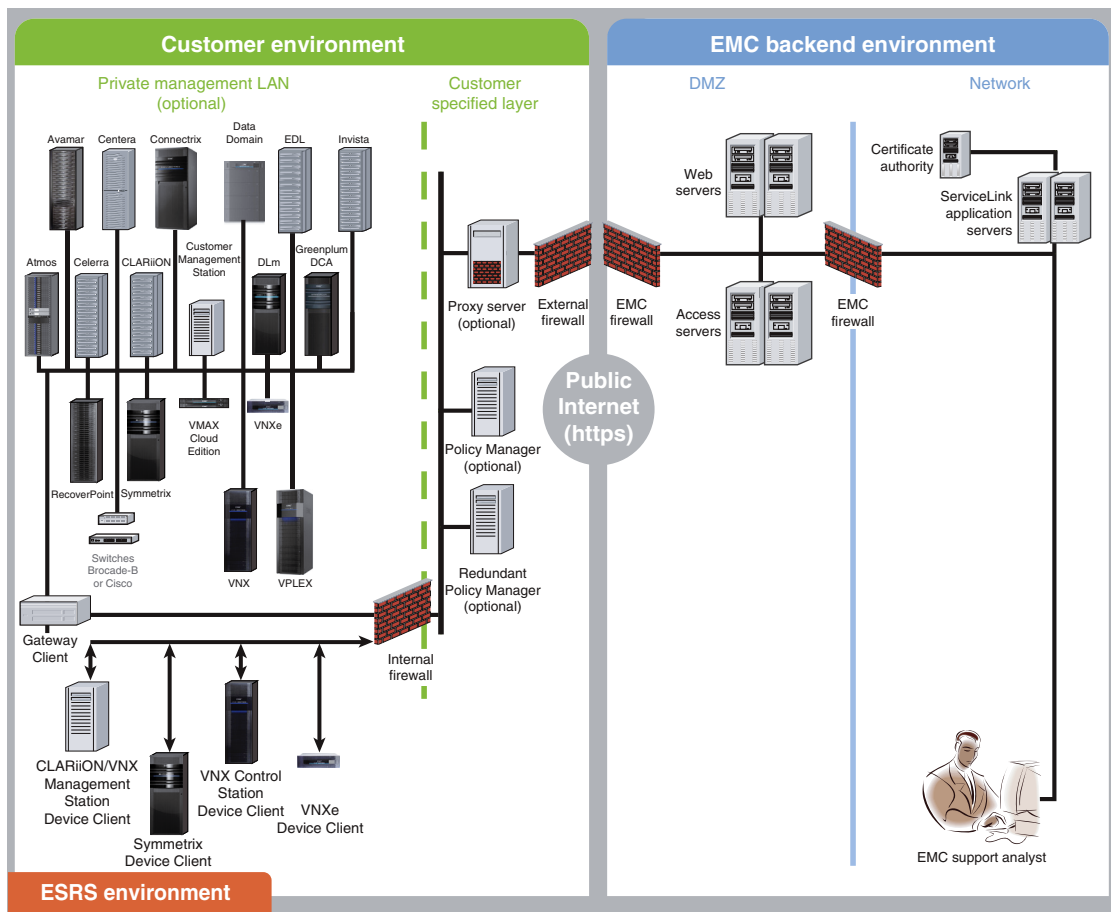 Customer environment
EMC backend environment
Private management LAN
(optional)
Customer
specified layer
DMZ
Network
Avamar
Centera
Connectrix
Data
Domain
EDL
Invista
Atmos
Celerra
CLARiiON
Customer
Management
Station
DLm
Greenplum
DCA
RecoverPoint
Symmetrix
VMAX
Cloud
Edition
VNXe
Switches
Brocade-B
or Cisco
VNX
VPLEX
Gateway
Client
Internal
firewall
CLARiiON/VNX
Management
Station
Device Client
Symmetrix
Device Client
VNX Control
Station
Device Client
VNXe
Device Client
Proxy server
(optional)
External
firewall
EMC
firewall
Policy Manager
(optional)
Redundant
Policy Manager
(optional)
Public
Internet
(https)
Web
servers
Access
servers
EMC
firewall
Certificate
authority
ServiceLink
application
servers
EMC support analyst
ESRS environment